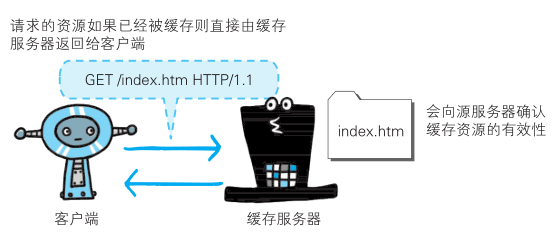 请求的资源如果已经被缓存则直接由缓存
服务器返回给客户端
GET /index.htm HTTP/1.1
index.htm
会向源服务器确认
缓存资源的有效性
客户端
缓存服务器